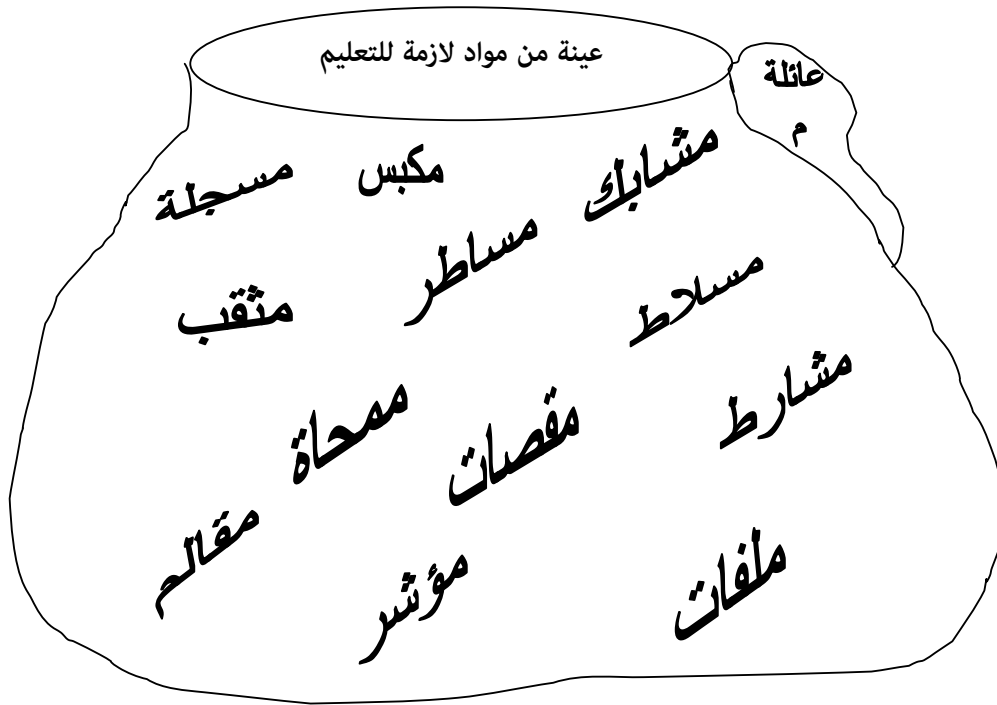 عينة من مواد لازمة للتعليم
عائلة
م
مشابك
مكبس
مسجلة
مساطر
مسلاط
مثقب
مشارط
مقصات
ممحاة
مقالم
ملفات
مؤشر